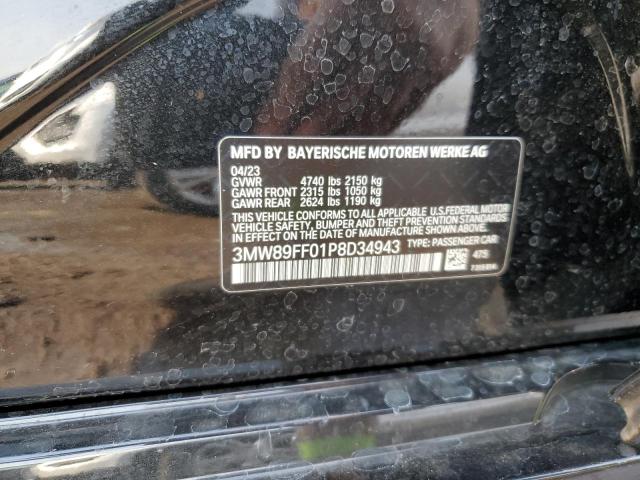 MFD BY BAYERISCHE MOTOREN WERKE AG
04/23
GVWR 4740 lbs 2150 kg
GAWR FRONT 2315 lbs 1050 kg
GAWR REAR 2624 lbs 1190 kg
THIS VEHICLE CONFORMS TO ALL APPLICABLE U.S.FEDERAL MOTOR
VEHICLE SAFETY, BUMPER, AND THEFT PREVENTION STANDARDS
IN EFFECT ON THE DATE OF MANUFACTURE SHOWN ABOVE.
3MW89FF01P8D34943 TYPE: PASSENGER CAR
475